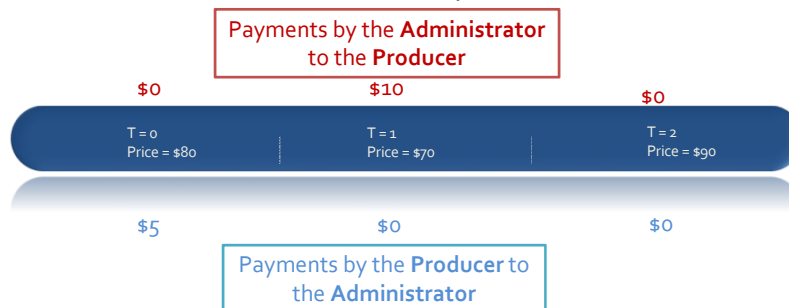 Payments by the Administrator
to the Producer
$0 $10 $0
T = 0 T = 1 T = 2
Price = $80 Price = $70 Price = $90
$5 $0 $0
Payments by the Producer to
the Administrator